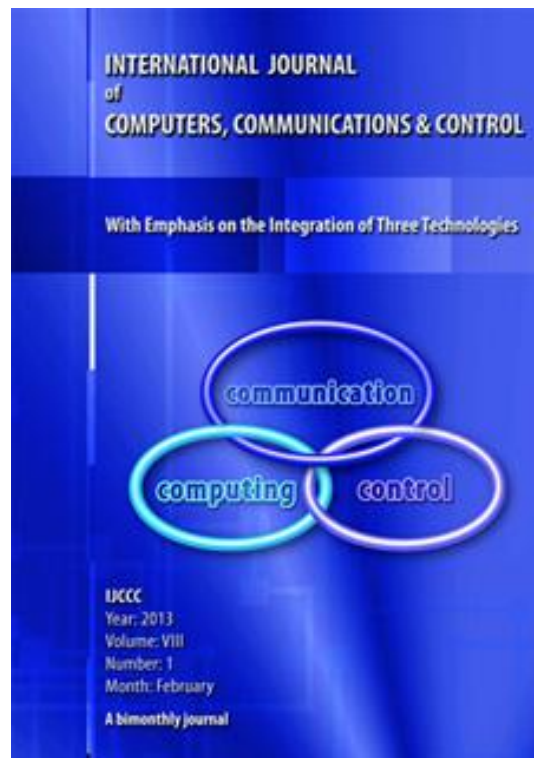 INTERNATIONAL JOURNAL
of
COMPUTERS, COMMUNICATIONS & CONTROL
With Emphasis on the Integration of Three Technologies
communication
computing
control
IJCCC
Year: 2013
Volume: VIII
Number: 1
Month: February
A bimonthly journal